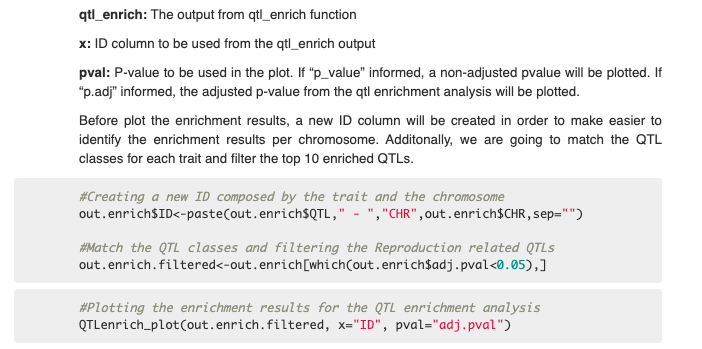 qtl_enrich: The output from qtl_enrich function
x: ID column to be used from the qtl_enrich output
pval: P-value to be used in the plot. If “p_value” informed, a non-adjusted pvalue will be plotted. If
“p.adj” informed, the adjusted p-value from the qtl enrichment analysis will be plotted.
Before plot the enrichment results, a new ID column will be created in order to make easier to
identify the enrichment results per chromosome. Additonally, we are going to match the QTL
classes for each trait and filter the top 10 enriched QTLs.
#Creating a new ID composed by the trait and the chromosome
out.enrich$ID<-paste(out.enrich$QTL," - ","CHR",out.enrich$CHR,sep="")
#Match the QTL classes and filtering the Reproduction related QTLs
out.enrich.filtered<-out.enrich[which(out.enrich$adj.pval<0.05),]
#Plotting the enrichment results for the QTL enrichment analysis
QTLenrich_plot(out.enrich.filtered, x="ID", pval="adj.pval")